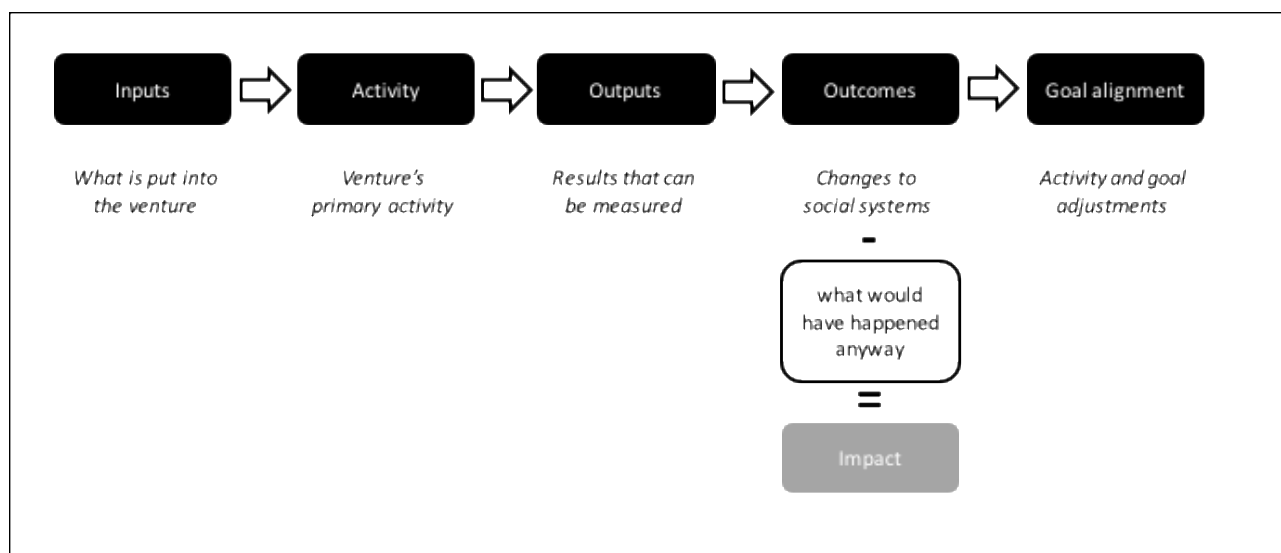 Inputs
Activity
Outputs
Outcomes
Goal alignment
What is put into
the venture
Venture's
primary activity
Results that can
be measured
Changes to
social systems
Activity and goal
adjustments
-
what would
have happened
anyway
=
Impact